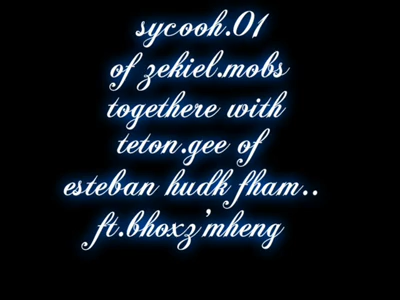 sycooh.01
of zekiel.mobs
togethere with
teton.gee of
esteban hudk fham..
ft.bhoxz'mheng